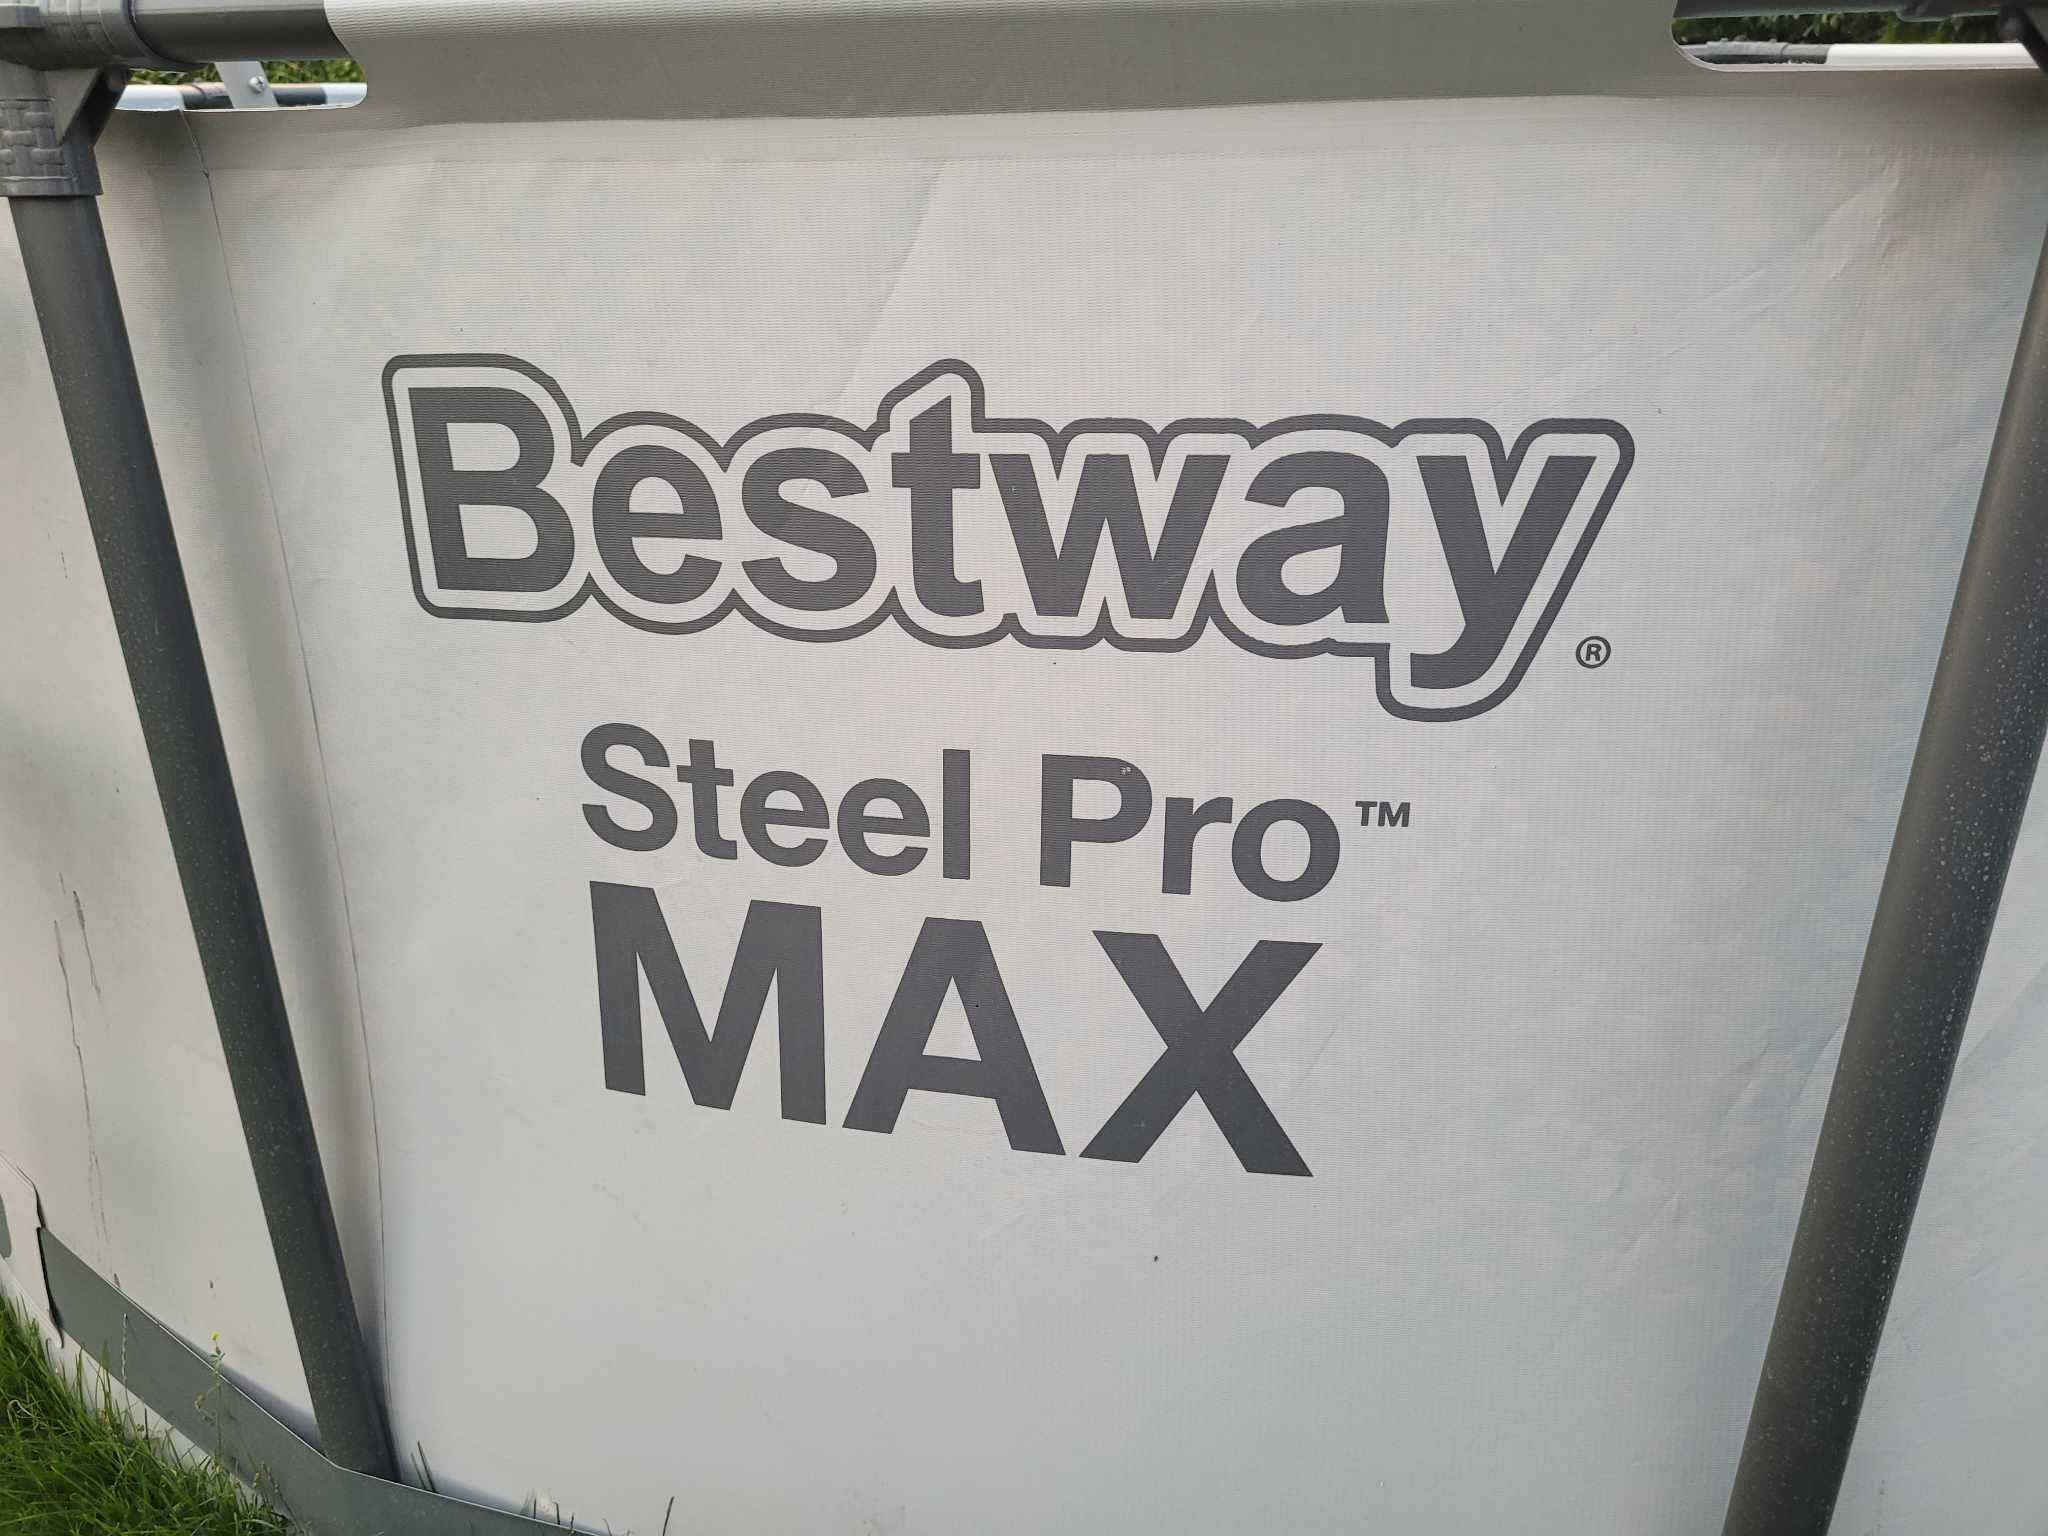 Bestway®
Steel Pro™
MAX